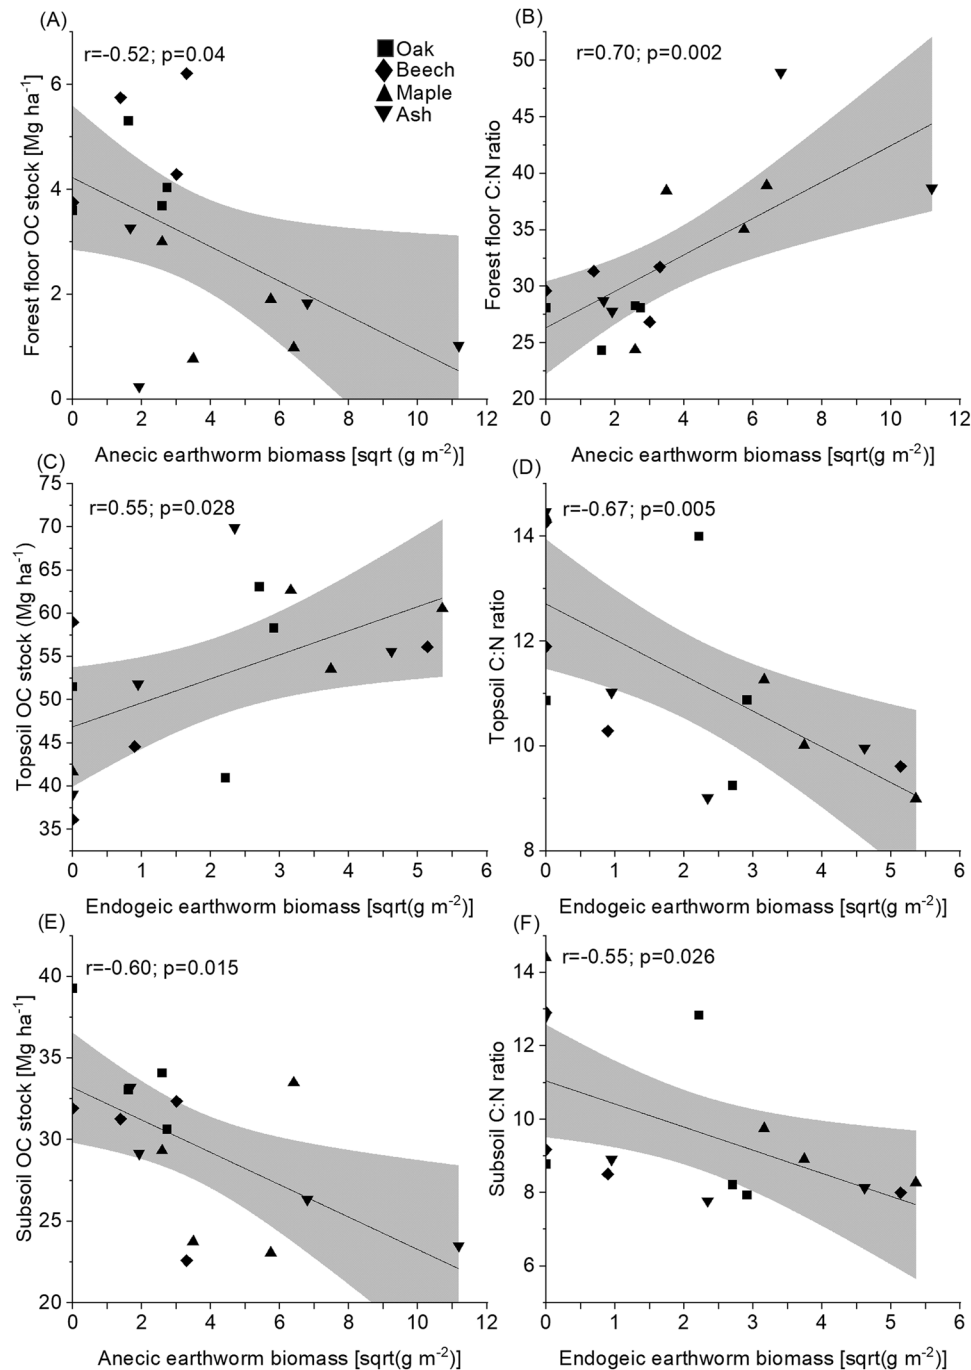 (A)
r=-0.52; p=0.04
Oak
Beech
Maple
Ash
Forest floor OC stock [Mg ha⁻¹]
6
4
2
0
0 2 4 6 8 10 12
Anecic earthworm biomass [sqrt (g m⁻²)]
(B)
r=0.70; p=0.002
Forest floor C:N ratio
50
45
40
35
30
25
20
0 2 4 6 8 10 12
Anecic earthworm biomass [sqrt(g m⁻²)]
(C)
r=0.55; p=0.028
Topsoil OC stock (Mg ha⁻¹)
75
70
65
60
55
50
45
40
35
0 1 2 3 4 5 6
Endogeic earthworm biomass [sqrt(g m⁻²)]
(D)
r=-0.67; p=0.005
Topsoil C:N ratio
14
12
10
8
0 1 2 3 4 5 6
Endogeic earthworm biomass [sqrt(g m⁻²)]
(E)
r=-0.60; p=0.015
Subsoil OC stock [Mg ha⁻¹]
40
35
30
25
20
0 2 4 6 8 10 12
Anecic earthworm biomass [sqrt(g m⁻²)]
(F)
r=-0.55; p=0.026
Subsoil C:N ratio
14
12
10
8
6
0 1 2 3 4 5 6
Endogeic earthworm biomass [sqrt(g m⁻²)]